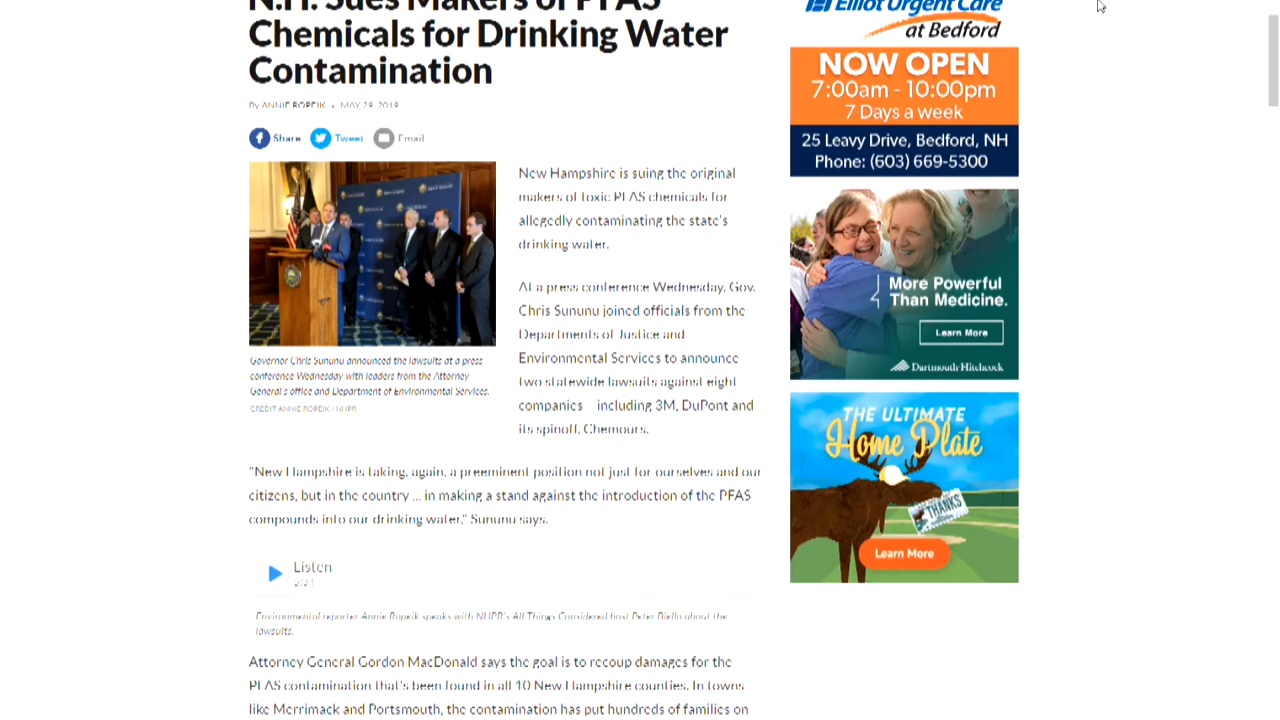 N.H. Sues Makers of PFAS
Chemicals for Drinking Water
Contamination
By ANNIE ROPEIK • MAY 29, 2019
Share Tweet Email
New Hampshire is suing the original
makers of toxic PFAS chemicals for
allegedly contaminating the state's
drinking water.
At a press conference Wednesday, Gov.
Chris Sununu joined officials from the
Departments of Justice and
Environmental Services to announce
two statewide lawsuits against eight
companies – including 3M, DuPont and
its spinoff, Chemours.
Governor Chris Sununu announced the lawsuits at a press
conference Wednesday with leaders from the Attorney
General's office and Department of Environmental Services.
CREDIT ANNIE ROPEIK / NHPR
"New Hampshire is taking, again, a preeminent position not just for ourselves and our
citizens, but in the country ... in making a stand against the introduction of the PFAS
compounds into our drinking water," Sununu says.
Listen
Environmental reporter Annie Ropeik speaks with NHPR's All Things Considered host Peter Biello about the
lawsuits.
Attorney General Gordon MacDonald says the goal is to recoup damages for the
PFAS contamination that's been found in all 10 New Hampshire counties. In towns
like Merrimack and Portsmouth, the contamination has put hundreds of families on
Elliot Urgent Care
at Bedford
NOW OPEN
7:00am - 10:00pm
7 Days a week
25 Leavy Drive, Bedford, NH
Phone: (603) 669-5300
More Powerful
Than Medicine.
Learn More
Dartmouth-Hitchcock
THE ULTIMATE
Home Plate
THANKS
Learn More